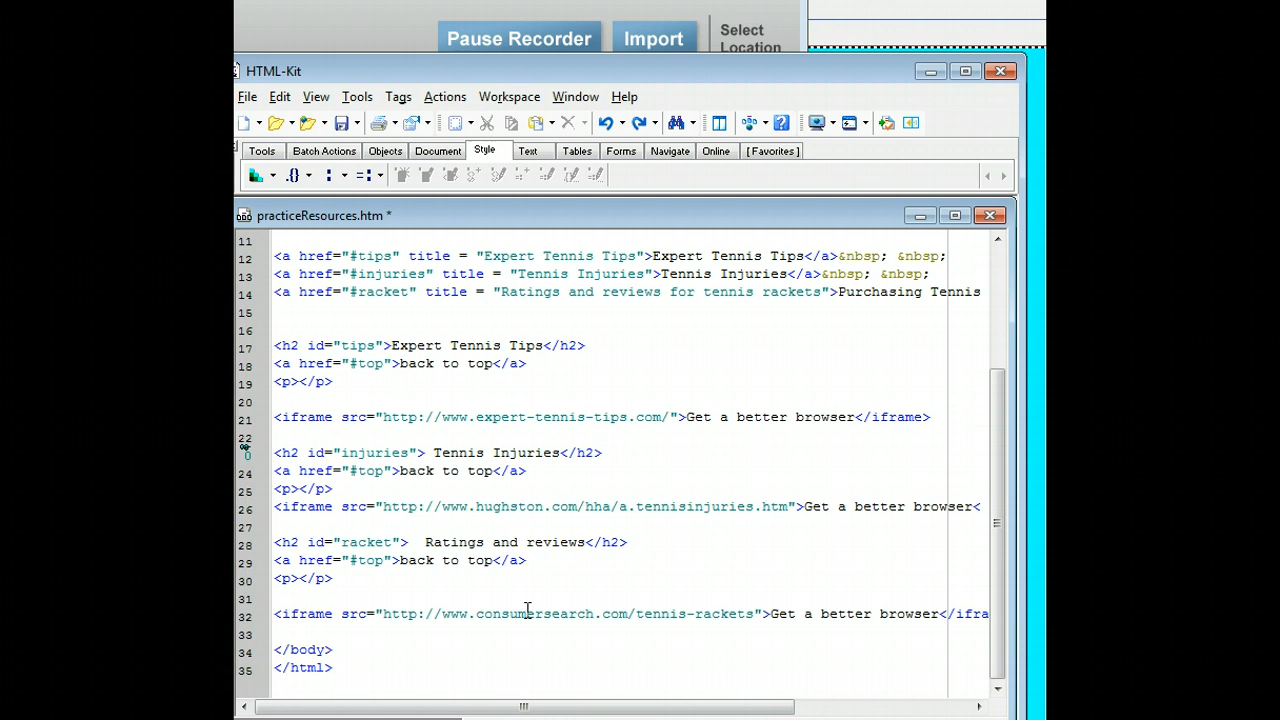 Pause Recorder Import Select Location
HTML-Kit
File Edit View Tools Tags Actions Workspace Window Help
Tools Batch Actions Objects Document Style Text Tables Forms Navigate Online [ Favorites ]
practiceResources.htm *
11
12 <a href="#tips" title = "Expert Tennis Tips">Expert Tennis Tips</a>&nbsp; &nbsp;
13 <a href="#injuries" title = "Tennis Injuries">Tennis Injuries</a>&nbsp; &nbsp;
14 <a href="#racket" title = "Ratings and reviews for tennis rackets">Purchasing Tennis
15
16
17 <h2 id="tips">Expert Tennis Tips</h2>
18 <a href="#top">back to top</a>
19 <p></p>
20
21 <iframe src="http://www.expert-tennis-tips.com/">Get a better browser</iframe>
22
<h2 id="injuries"> Tennis Injuries</h2>
24 <a href="#top">back to top</a>
25 <p></p>
26 <iframe src="http://www.hughston.com/hha/a.tennisinjuries.htm">Get a better browser<
27
28 <h2 id="racket">  Ratings and reviews</h2>
29 <a href="#top">back to top</a>
30 <p></p>
31
32 <iframe src="http://www.consumersearch.com/tennis-rackets">Get a better browser</ifra
33
34 </body>
35 </html>